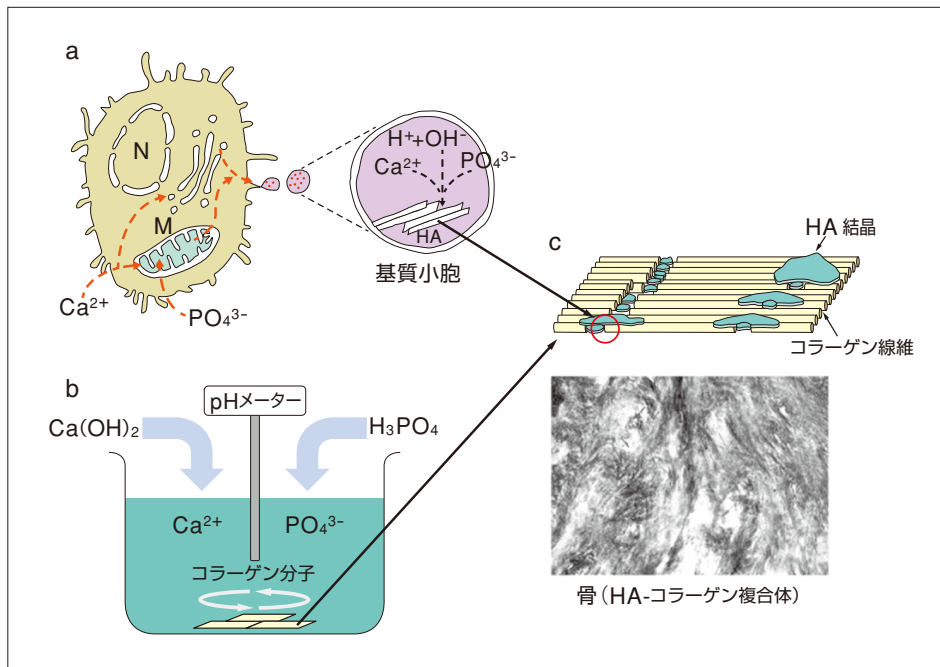 a
N
M
Ca²⁺
PO₄³⁻
H⁺+OH⁻
Ca²⁺
PO₄³⁻
HA
基質小胞
b
pHメーター
Ca(OH)₂
H₃PO₄
Ca²⁺
PO₄³⁻
コラーゲン分子
c
HA 結晶
コラーゲン線維
骨(HA-コラーゲン複合体)